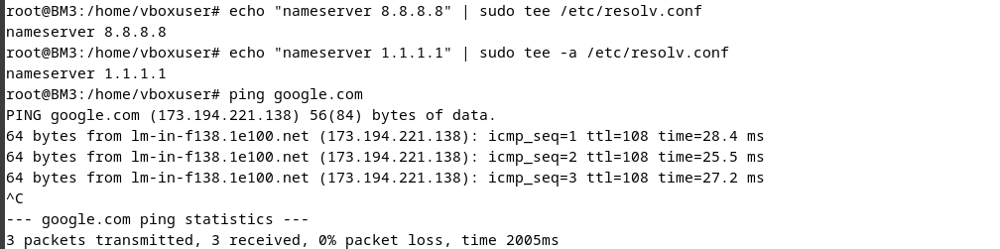 root@BM3:/home/vboxuser# echo "nameserver 8.8.8.8" | sudo tee /etc/resolv.conf
nameserver 8.8.8.8
root@BM3:/home/vboxuser# echo "nameserver 1.1.1.1" | sudo tee -a /etc/resolv.conf
nameserver 1.1.1.1
root@BM3:/home/vboxuser# ping google.com
PING google.com (173.194.221.138) 56(84) bytes of data.
64 bytes from lm-in-f138.1e100.net (173.194.221.138): icmp_seq=1 ttl=108 time=28.4 ms
64 bytes from lm-in-f138.1e100.net (173.194.221.138): icmp_seq=2 ttl=108 time=25.5 ms
64 bytes from lm-in-f138.1e100.net (173.194.221.138): icmp_seq=3 ttl=108 time=27.2 ms
^C
--- google.com ping statistics ---
3 packets transmitted, 3 received, 0% packet loss, time 2005ms